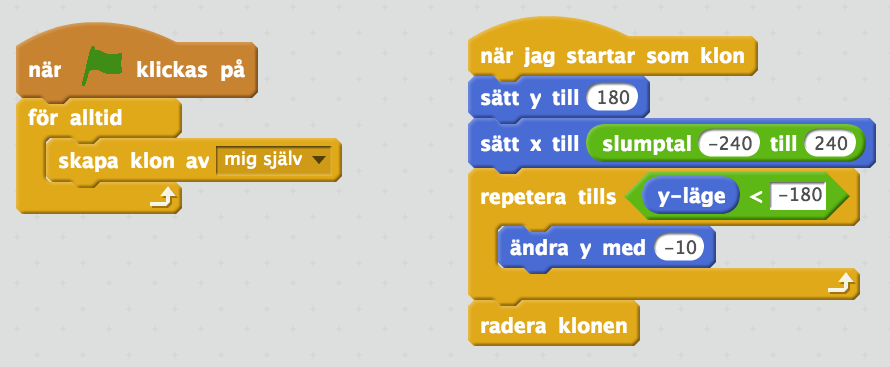 när klickas på
för alltid
skapa klon av mig själv
när jag startar som klon
sätt y till 180
sätt x till slumptal -240 till 240
repetera tills y-läge < -180
ändra y med -10
radera klonen